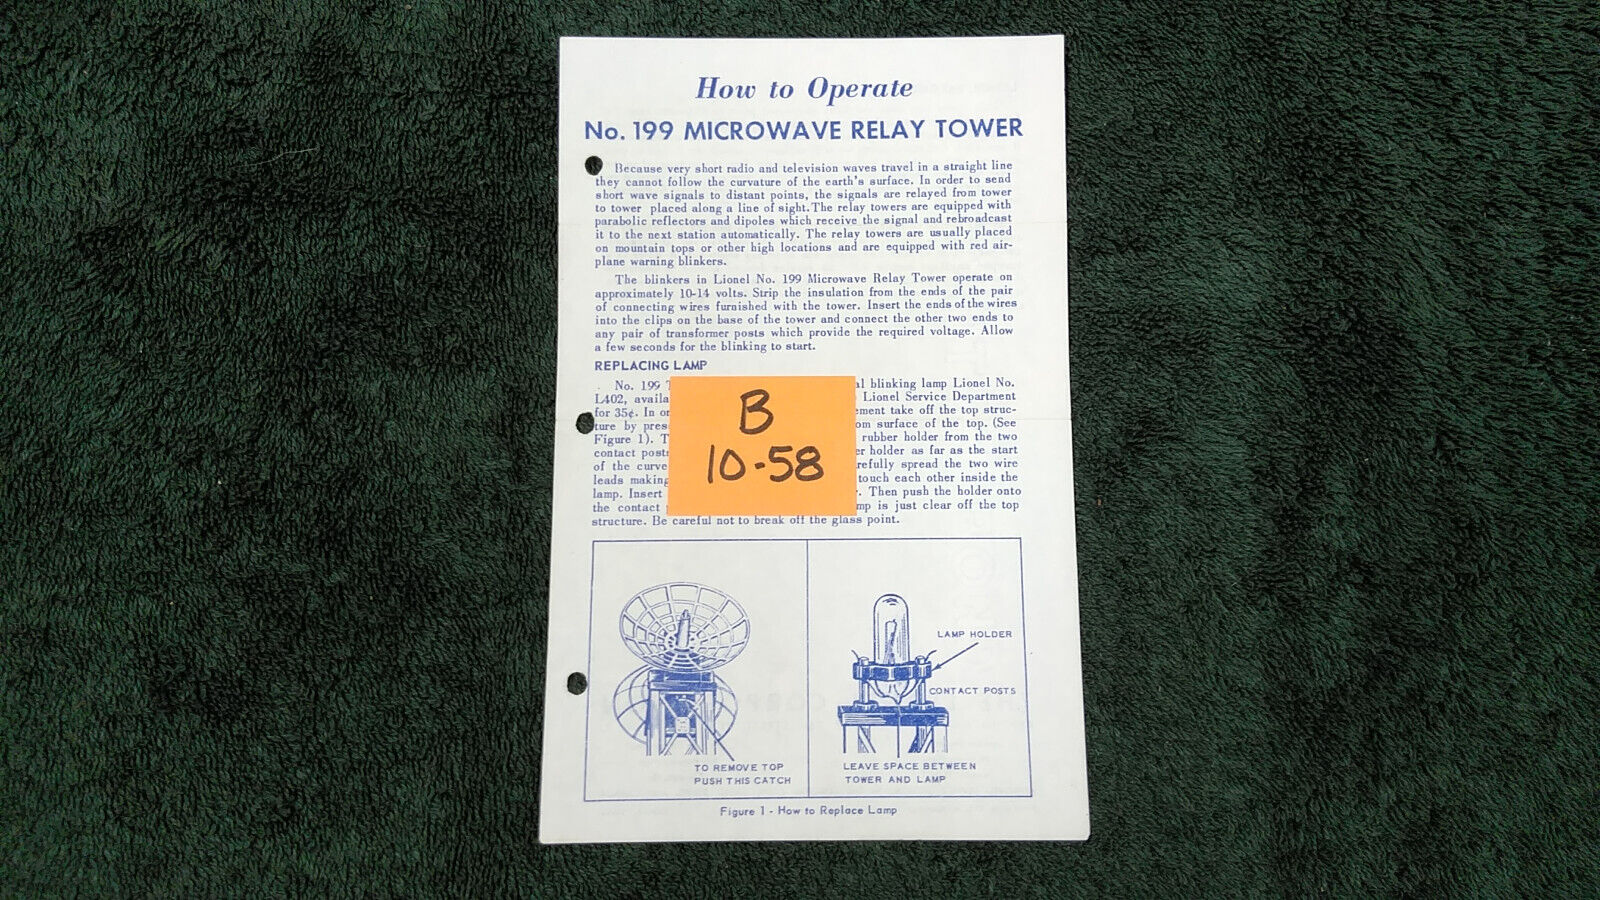 How to Operate
No. 199 MICROWAVE RELAY TOWER
Because very short radio and television waves travel in a straight line
they cannot follow the curvature of the earth's surface. In order to send
short wave signals to distant points, the signals are relayed from tower
to tower placed along a line of sight. The relay towers are equipped with
parabolic reflectors and dipoles which receive the signal and rebroadcast
it to the next station automatically. The relay towers are usually placed
on mountain tops or other high locations and are equipped with red air-
plane warning blinkers.
The blinkers in Lionel No. 199 Microwave Relay Tower operate on
approximately 10-14 volts. Strip the insulation from the ends of the pair
of connecting wires furnished with the tower. Insert the ends of the wires
into the clips on the base of the tower and connect the other two ends to
any pair of transformer posts which provide the required voltage. Allow
a few seconds for the blinking to start.
REPLACING LAMP
No. 199 blinking lamp Lionel No.
L402, Lionel Service Department
for 35¢. In take off the top struc-
ture by surface of the top. (See
Figure 1). rubber holder from the two
contact holder as far as the start
of the spread the two wire
leads touch each other inside the
lamp. Insert Then push the holder onto
the contact is just clear off the top
structure. Be careful not to break off the glass point.
B
10-58
LAMP HOLDER
CONTACT POSTS
TO REMOVE TOP
PUSH THIS CATCH
LEAVE SPACE BETWEEN
TOWER AND LAMP
Figure 1 - How to Replace Lamp